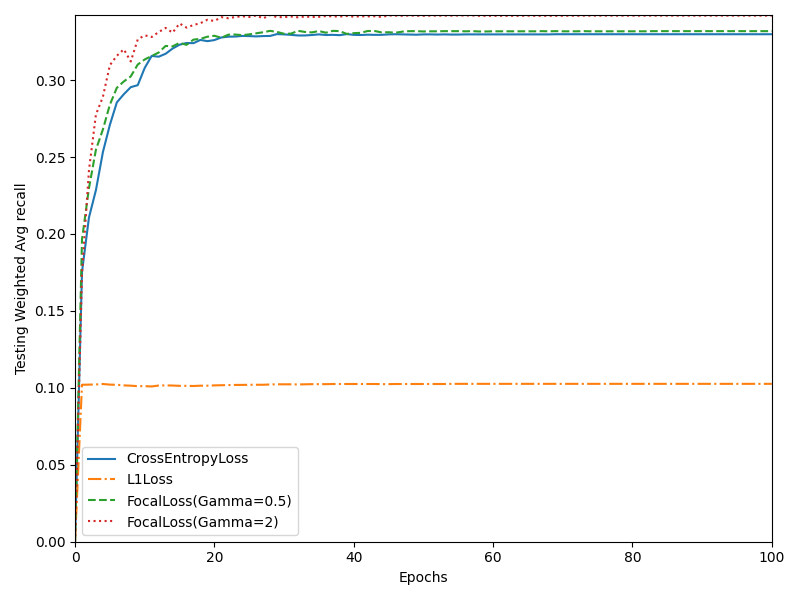 Testing Weighted Avg recall
0.30
0.25
0.20
0.15
0.10
0.05
0.00
CrossEntropyLoss
L1Loss
FocalLoss(Gamma=0.5)
FocalLoss(Gamma=2)
0 20 40 60 80 100
Epochs